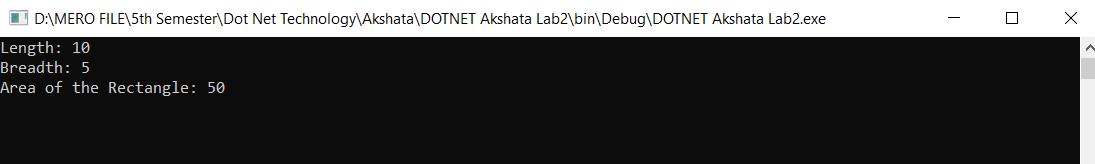 D:\MERO FILE\5th Semester\Dot Net Technology\Akshata\DOTNET Akshata Lab2\bin\Debug\DOTNET Akshata Lab2.exe
Length: 10
Breadth: 5
Area of the Rectangle: 50